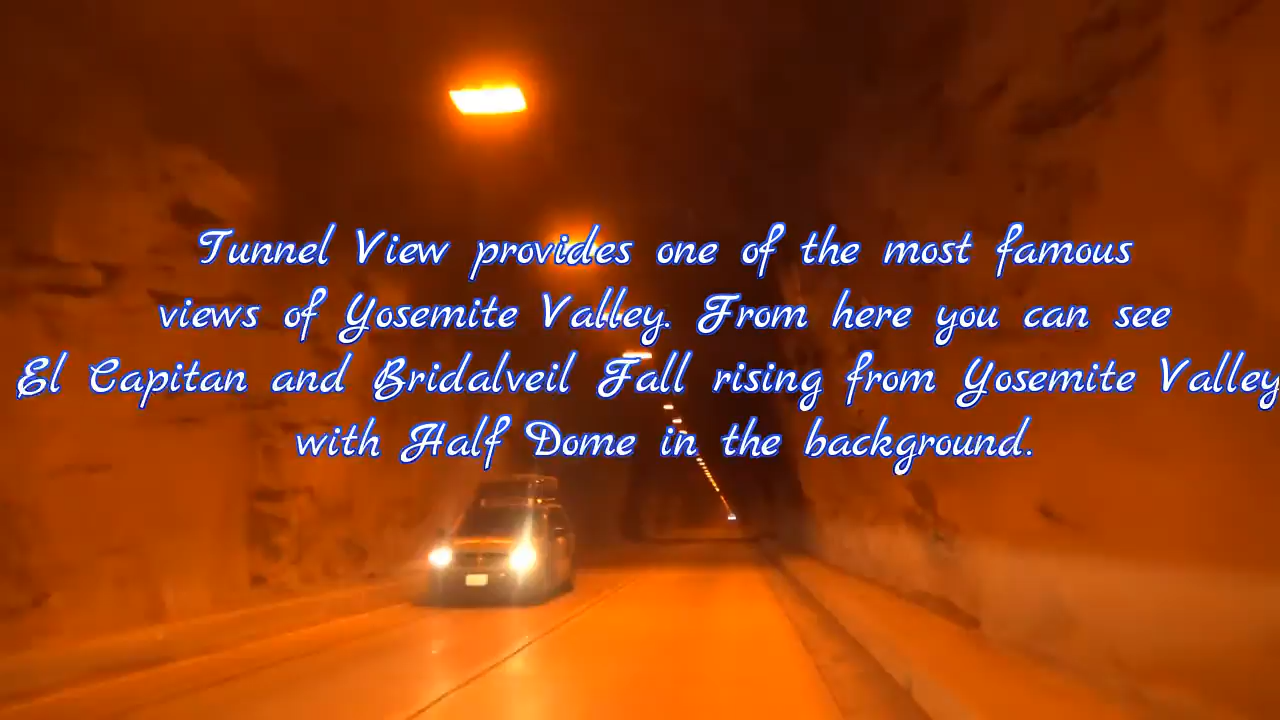 Tunnel View provides one of the most famous
views of Yosemite Valley. From here you can see
El Capitan and Bridalveil Fall rising from Yosemite Valley
with Half Dome in the background.